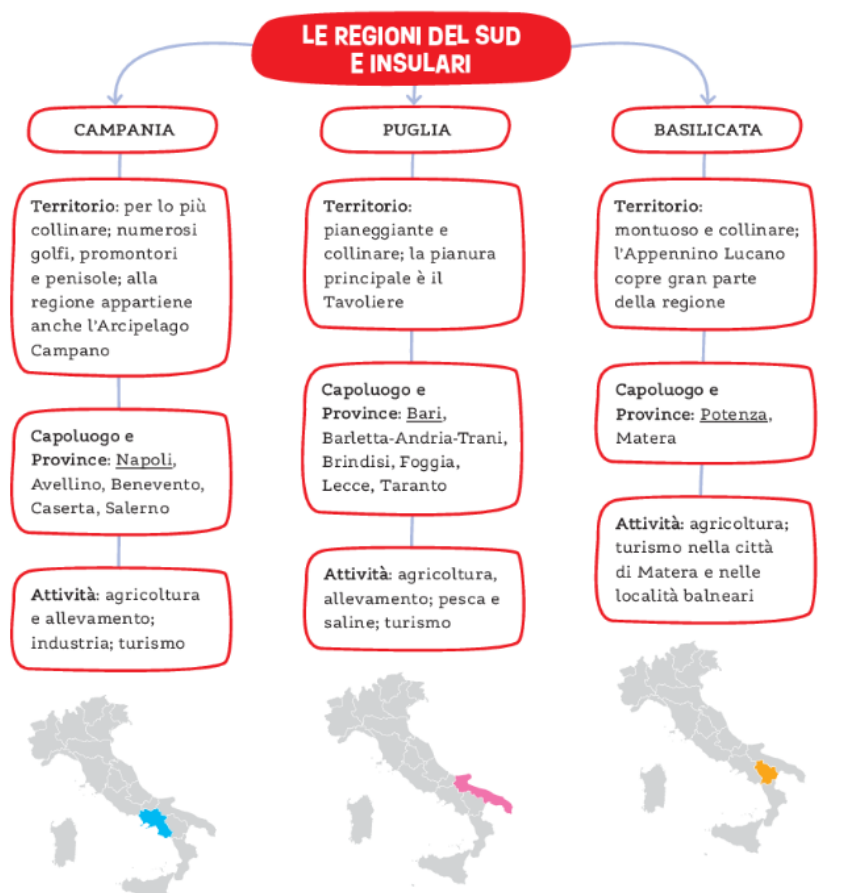 LE REGIONI DEL SUD
E INSULARI
CAMPANIA
Territorio: per lo più
collinare; numerosi
golfi, promontori
e penisole; alla
regione appartiene
anche l'Arcipelago
Campano
Capoluogo e
Province: Napoli,
Avellino, Benevento,
Caserta, Salerno
Attività: agricoltura
e allevamento;
industria; turismo
PUGLIA
Territorio:
pianeggiante e
collinare; la pianura
principale è il
Tavoliere
Capoluogo e
Province: Bari,
Barletta-Andria-Trani,
Brindisi, Foggia,
Lecce, Taranto
Attività: agricoltura,
allevamento; pesca e
saline; turismo
BASILICATA
Territorio:
montuoso e collinare;
l'Appennino Lucano
copre gran parte
della regione
Capoluogo e
Province: Potenza,
Matera
Attività: agricoltura;
turismo nella città
di Matera e nelle
località balneari